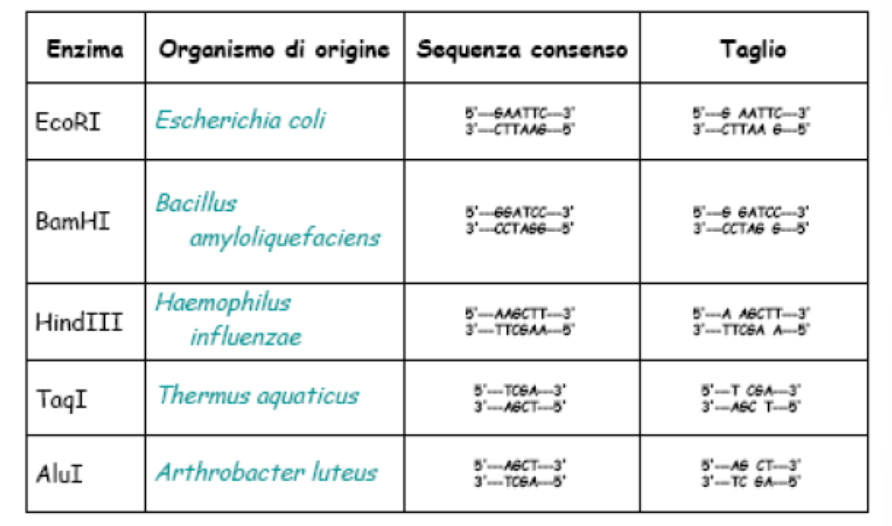 Enzima Organismo di origine Sequenza consenso Taglio
EcoRI Escherichia coli 5'---GAATTC---3' 5'---G AATTC---3'
3'---CTTAAG---5' 3'---CTTAA G---5'
BamHI Bacillus amyloliquefaciens 5'---GGATCC---3' 5'---G GATCC---3'
3'---CCTAGG---5' 3'---CCTAG G---5'
HindIII Haemophilus influenzae 5'---AAGCTT---3' 5'---A AGCTT---3'
3'---TTCGAA---5' 3'---TTCGA A---5'
TaqI Thermus aquaticus 5'---TCGA---3' 5'---T CGA---3'
3'---AGCT---5' 3'---AGC T---5'
AluI Arthrobacter luteus 5'---AGCT---3' 5'---AG CT---3'
3'---TCGA---5' 3'---TC GA---5'